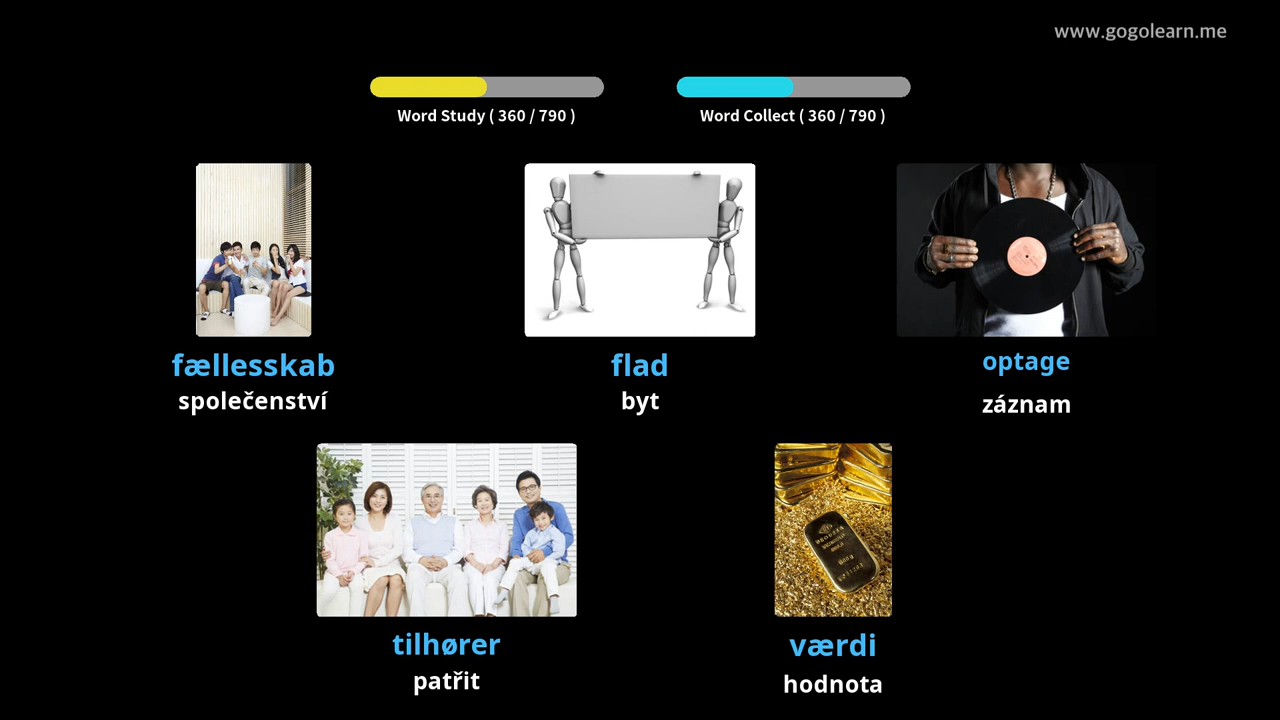 www.gogolearn.me
Word Study ( 360 / 790 )
Word Collect ( 360 / 790 )
fællesskab
společenství
flad
byt
optage
záznam
tilhører
patřit
værdi
hodnota